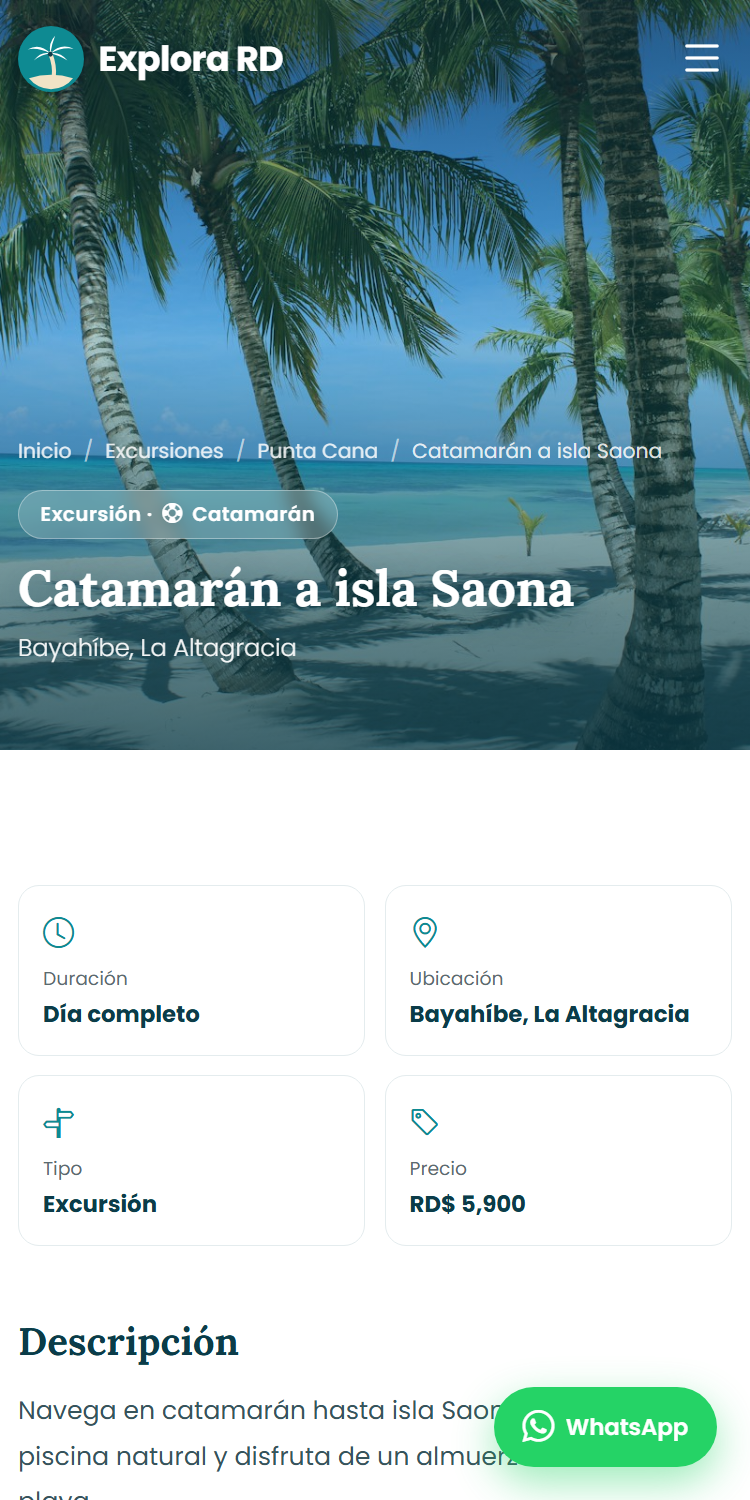 Explora RD
Inicio / Excursiones / Punta Cana / Catamarán a isla Saona
Excursión · Catamarán
Catamarán a isla Saona
Bayahíbe, La Altagracia
Duración
Día completo
Ubicación
Bayahíbe, La Altagracia
Tipo
Excursión
Precio
RD$ 5,900
Descripción
Navega en catamarán hasta isla
piscina natural y disfruta de un
WhatsApp